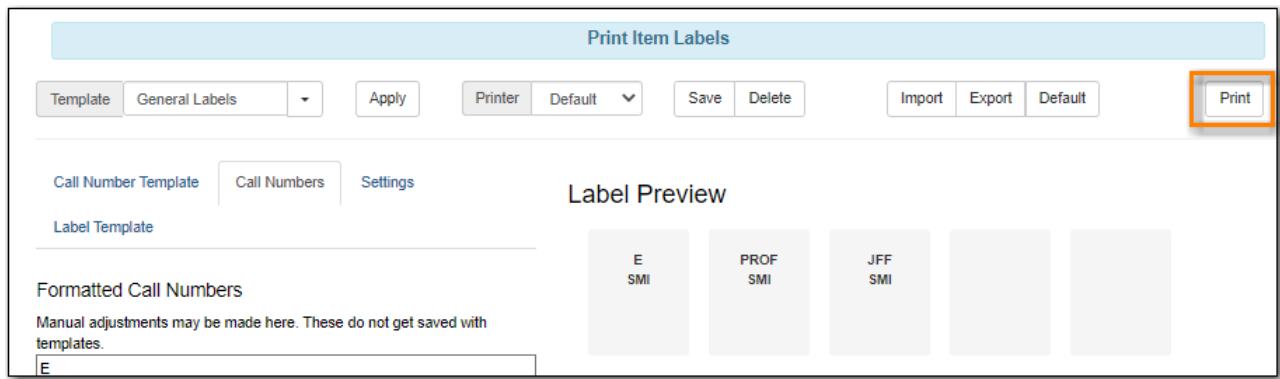 Print Item Labels
Template General Labels Apply Printer Default Save Delete Import Export Default Print
Call Number Template Call Numbers Settings
Label Template
Label Preview
E PROF JFF
SMI SMI SMI
Formatted Call Numbers
Manual adjustments may be made here. These do not get saved with
templates.
E